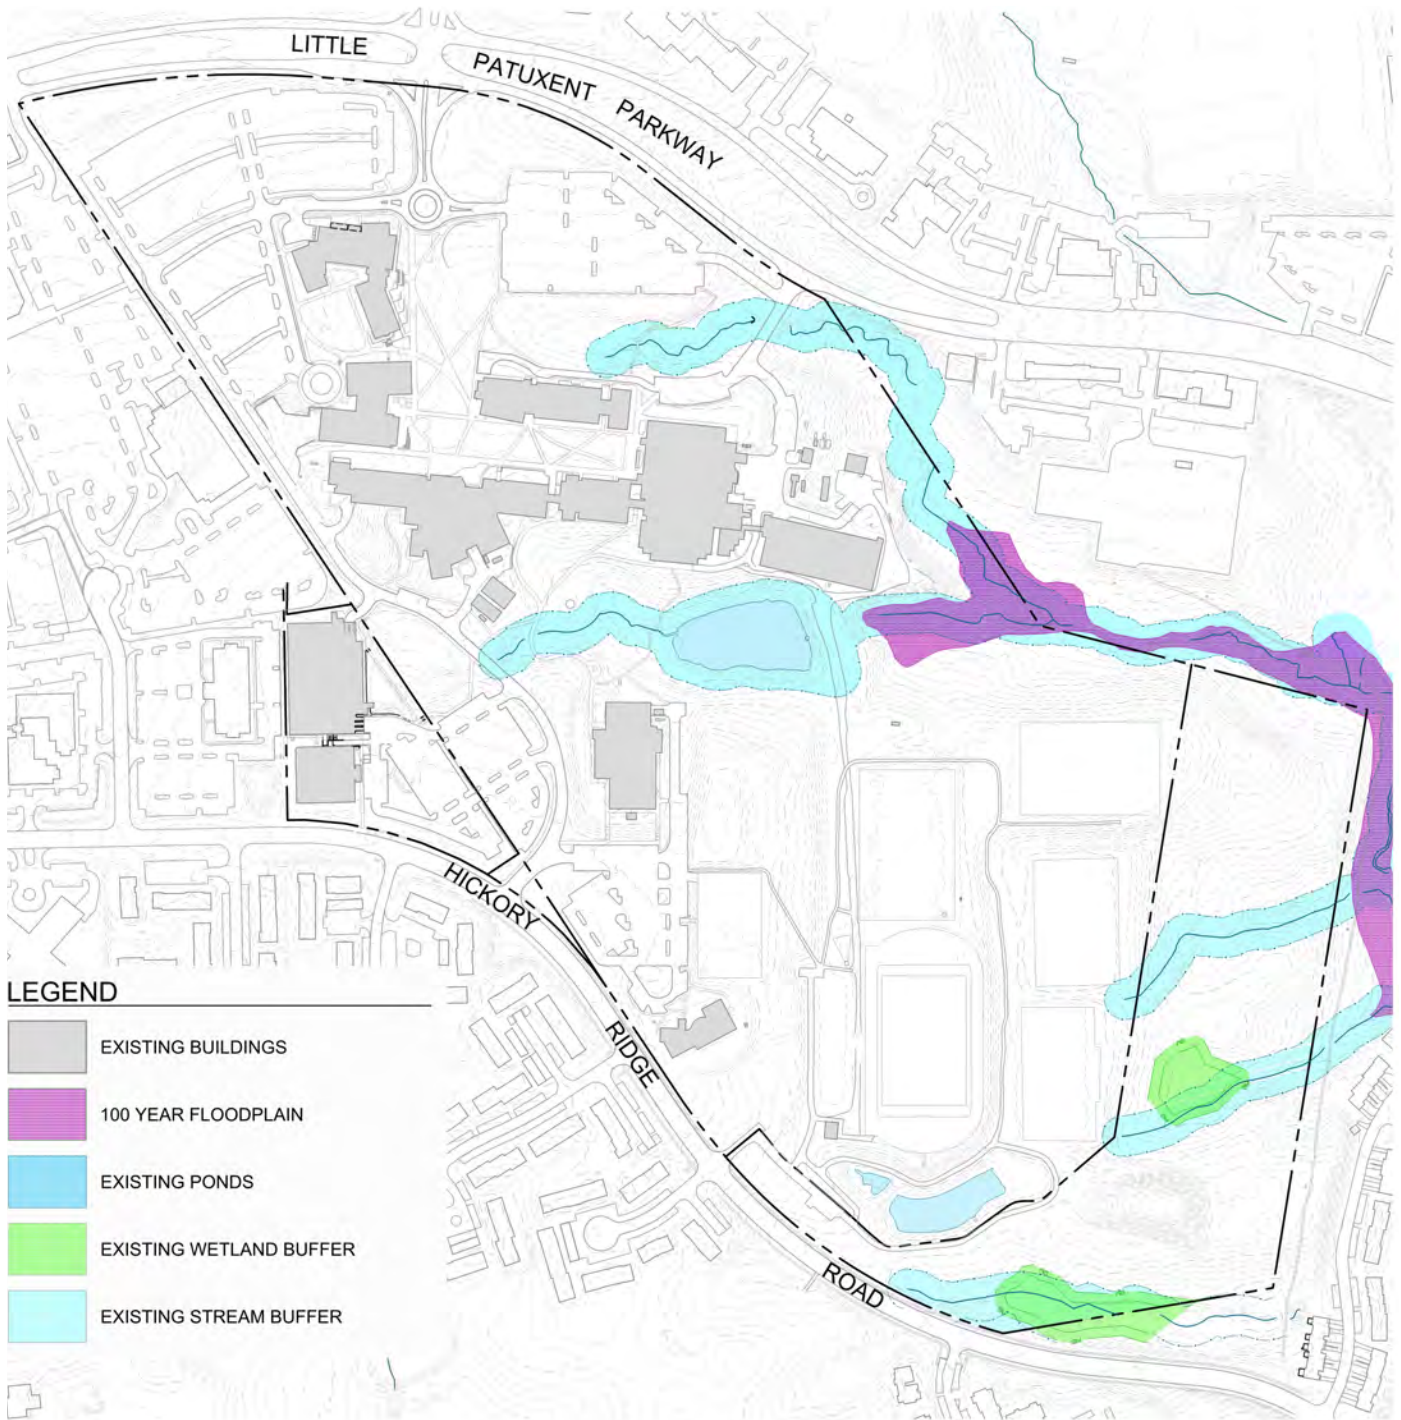 LITTLE
PATUXENT PARKWAY
HICKORY
RIDGE
ROAD
LEGEND
EXISTING BUILDINGS
100 YEAR FLOODPLAIN
EXISTING PONDS
EXISTING WETLAND BUFFER
EXISTING STREAM BUFFER